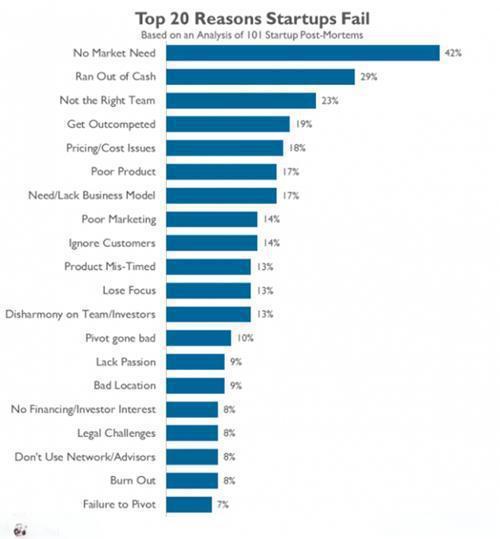 Top 20 Reasons Startups Fail
Based on an Analysis of 101 Startup Post-Mortems
No Market Need 42%
Ran Out of Cash 29%
Not the Right Team 23%
Get Outcompeted 19%
Pricing/Cost Issues 18%
Poor Product 17%
Need/Lack Business Model 17%
Poor Marketing 14%
Ignore Customers 14%
Product Mis-Timed 13%
Lose Focus 13%
Disharmony on Team/Investors 13%
Pivot gone bad 10%
Lack Passion 9%
Bad Location 9%
No Financing/Investor Interest 8%
Legal Challenges 8%
Don't Use Network/Advisors 8%
Burn Out 8%
Failure to Pivot 7%